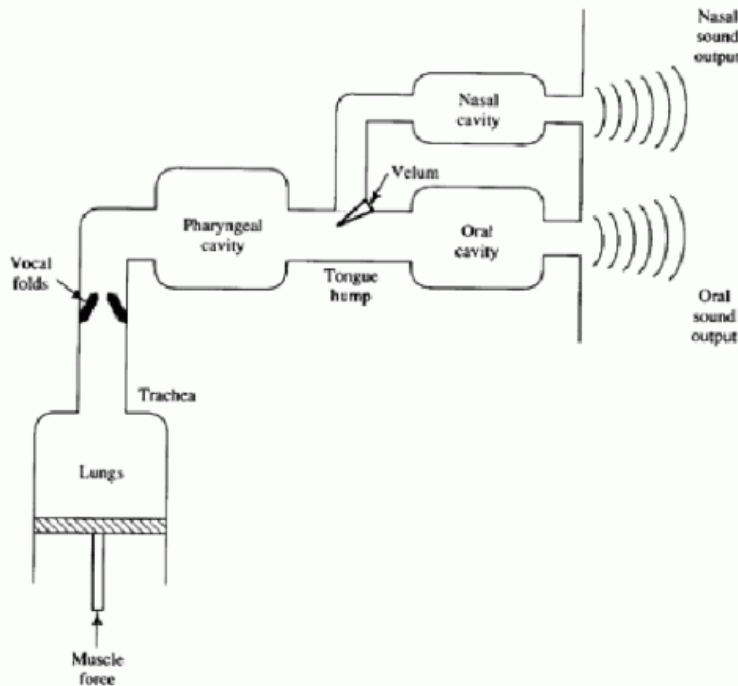 Nasal
sound
output
Nasal
cavity
Velum
Pharyngeal
cavity
Oral
cavity
Vocal
folds
Tongue
hump
Oral
sound
output
Trachea
Lungs
Muscle
force